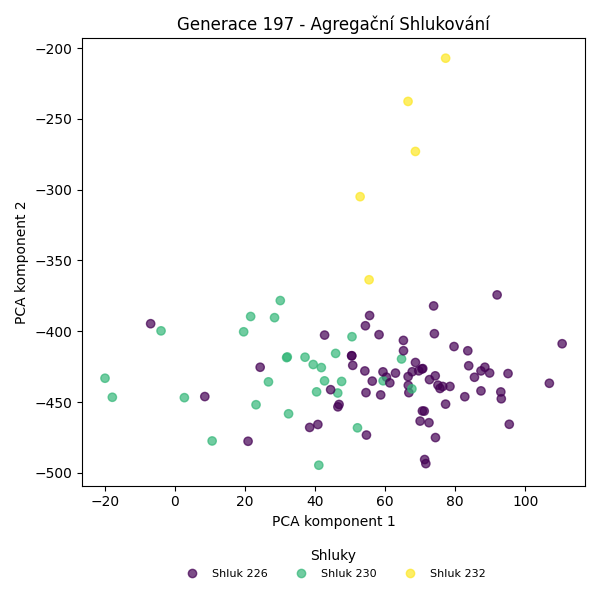 Generace 197 - Agregační Shlukování
−200
−250
−300
−350
−400
−450
−500
PCA komponent 2
−20 0 20 40 60 80 100
PCA komponent 1
Shluky
Shluk 226 Shluk 230 Shluk 232